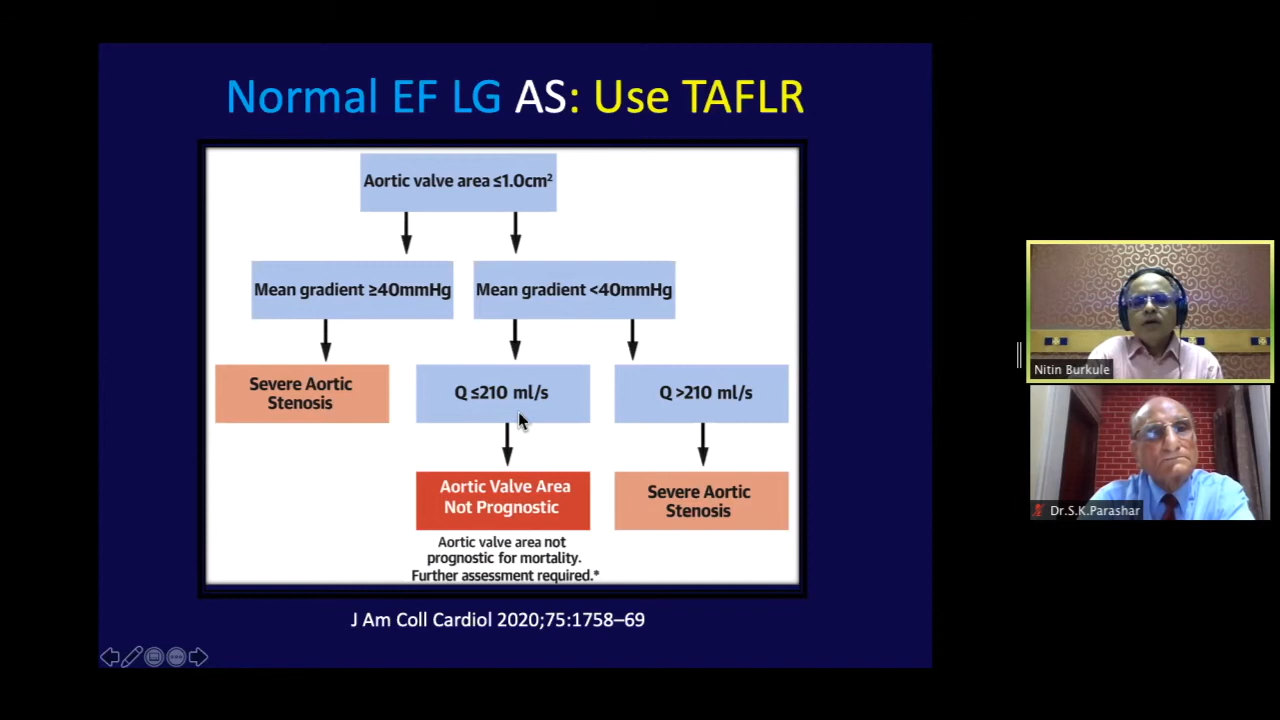 Normal EF LG AS: Use TAFLR
Aortic valve area ≤1.0cm²
Mean gradient ≥40mmHg
Mean gradient <40mmHg
Severe Aortic
Stenosis
Q ≤210 ml/s
Q >210 ml/s
Aortic Valve Area
Not Prognostic
Severe Aortic
Stenosis
Aortic valve area not
prognostic for mortality.
Further assessment required.*
J Am Coll Cardiol 2020;75:1758–69
Nitin Burkule
Dr.S.K.Parashar